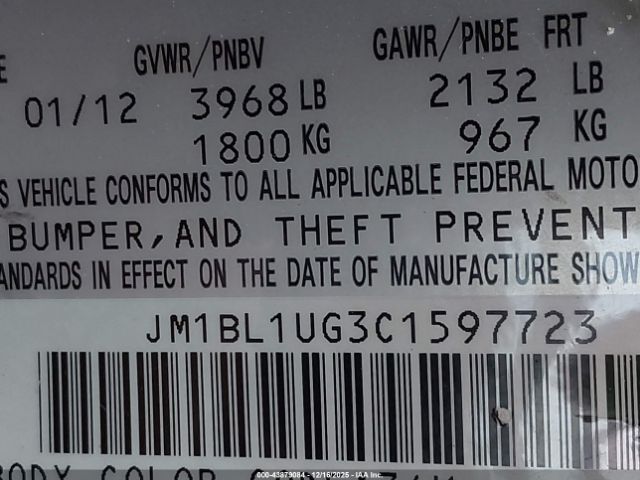 GVWR/PNBV GAWR/PNBE FRT
01/12 3968 LB 2132 LB
1800 KG 967 KG
S VEHICLE CONFORMS TO ALL APPLICABLE FEDERAL MOTO
BUMPER, AND THEFT PREVENT
ANDARDS IN EFFECT ON THE DATE OF MANUFACTURE SHOW
JM1BL1UG3C1597723
BODY COLOR
000-43879084 - 12/16/2025 - IAA Inc.